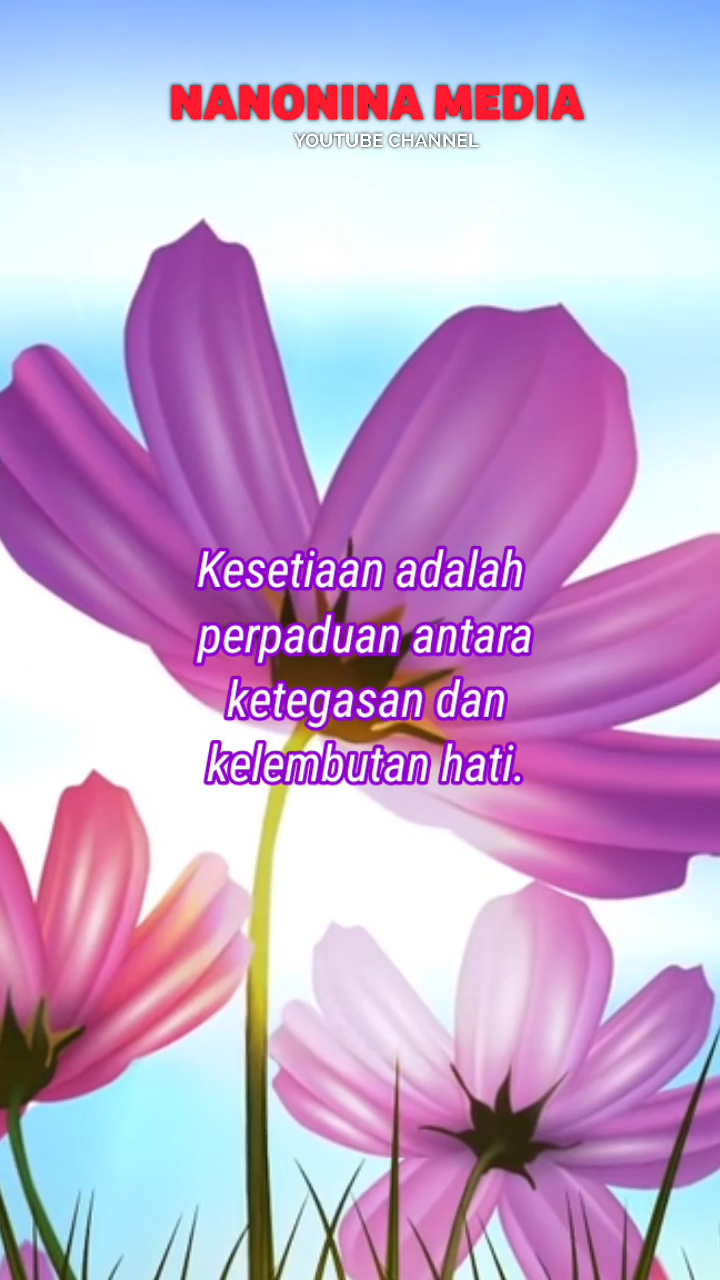 NANONINA MEDIA
YOUTUBE CHANNEL
Kesetiaan adalah
perpaduan antara
ketegasan dan
kelembutan hati.